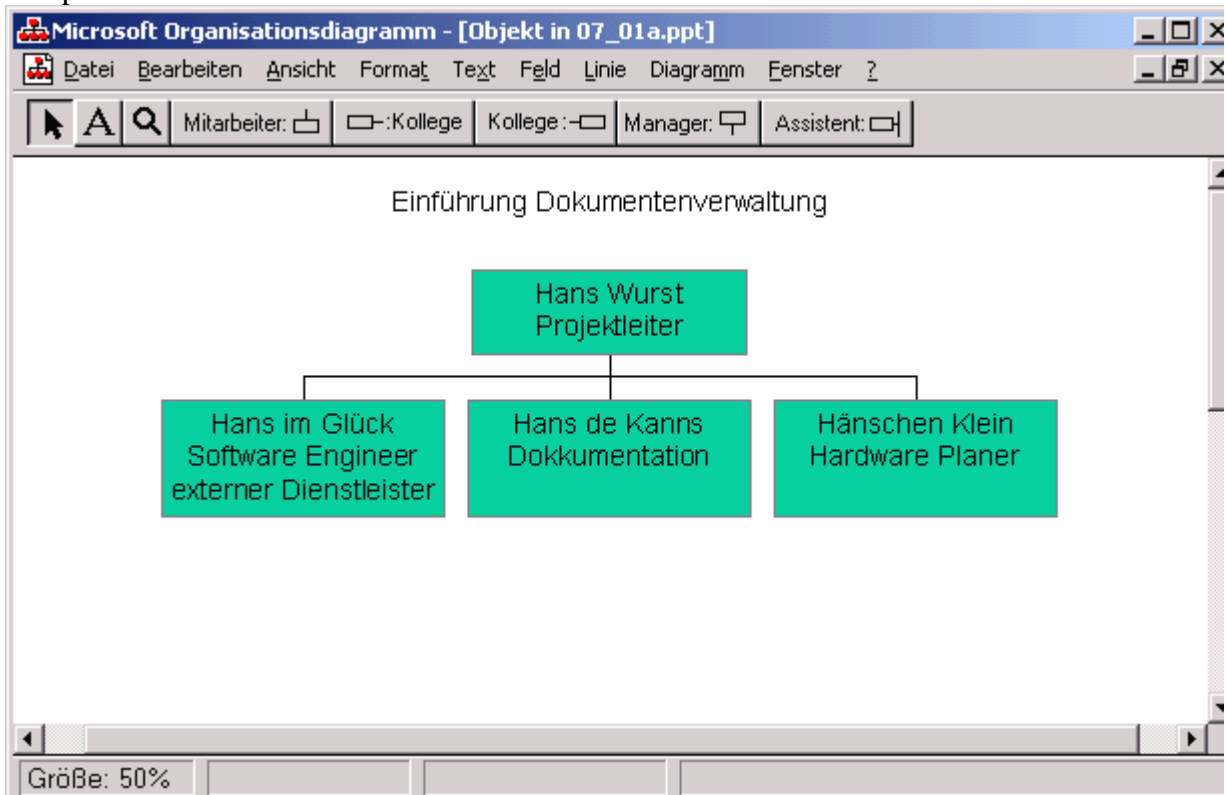 Microsoft Organisationsdiagramm - [Objekt in 07_01a.ppt]
Datei Bearbeiten Ansicht Format Text Feld Linie Diagramm Fenster ?
A Mitarbeiter: :Kollege Kollege: Manager: Assistent:
Einführung Dokumentenverwaltung
Hans Wurst
Projektleiter
Hans im Glück
Software Engineer
externer Dienstleister
Hans de Kanns
Dokkumentation
Hänschen Klein
Hardware Planer
Größe: 50%